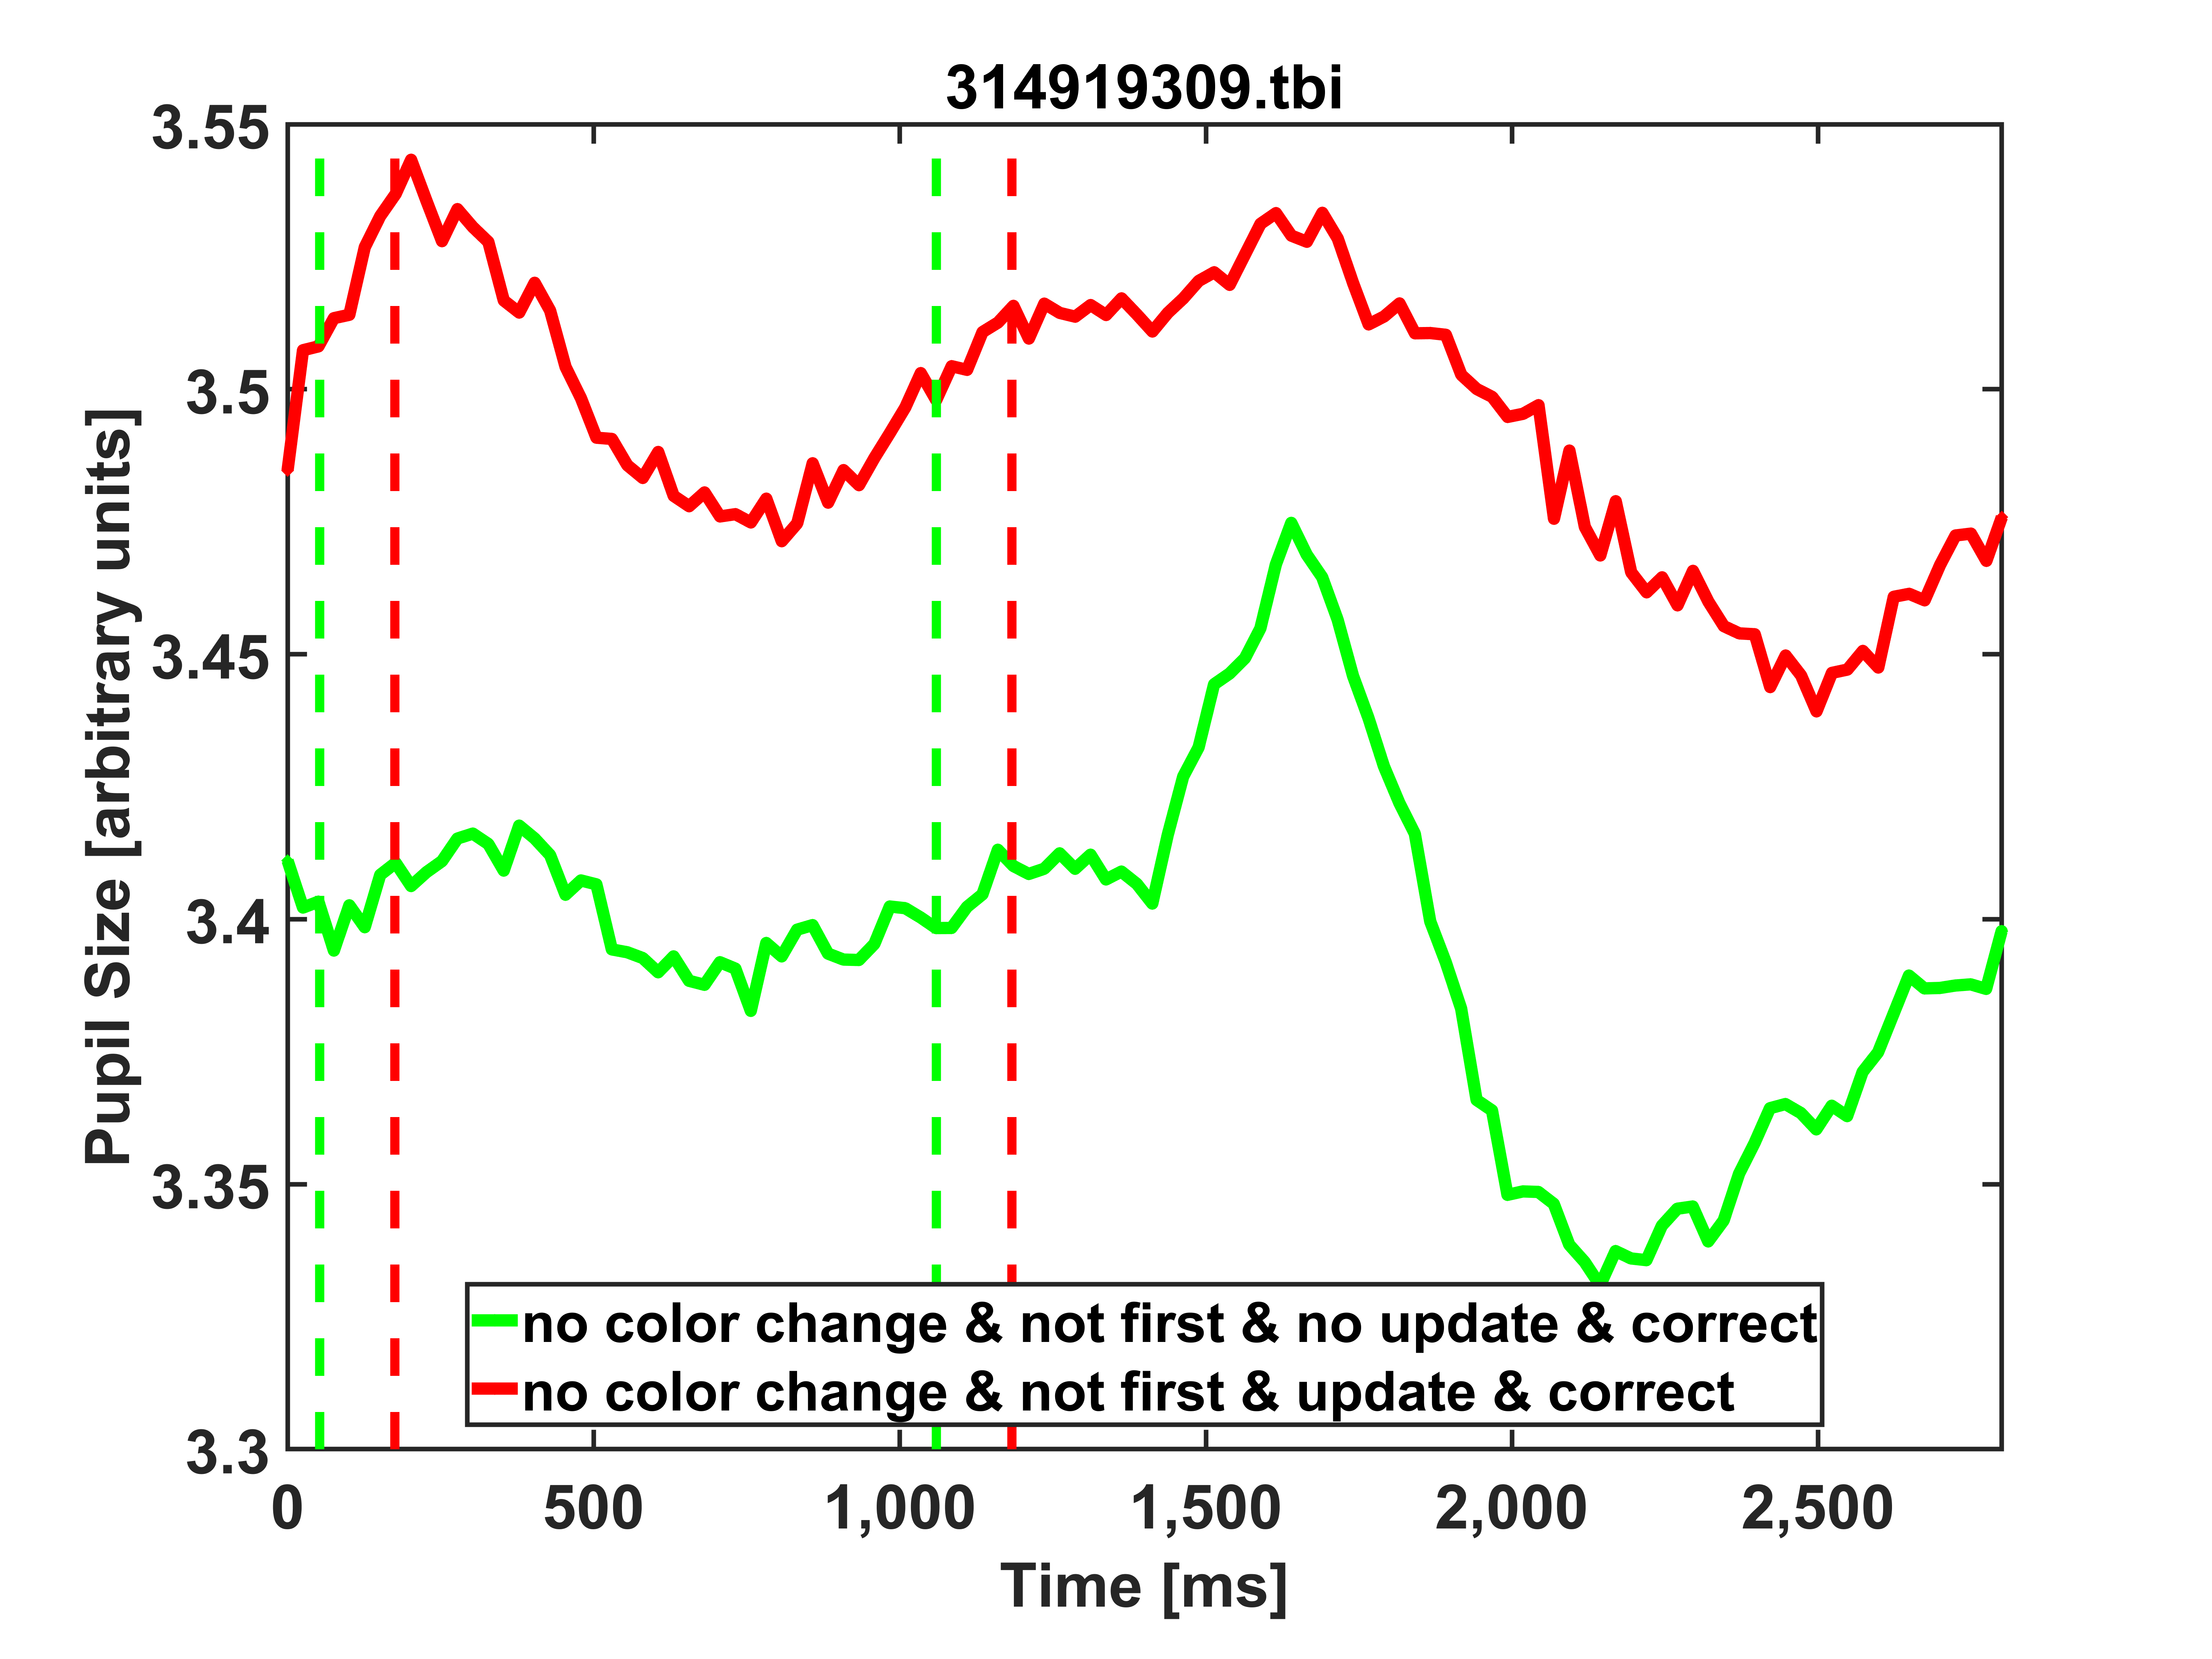 314919309.tbi
3.55
3.5
3.45
3.4
3.35
3.3
Pupil Size [arbitrary units]
no color change & not first & no update & correct
no color change & not first & update & correct
0 500 1,000 1,500 2,000 2,500
Time [ms]